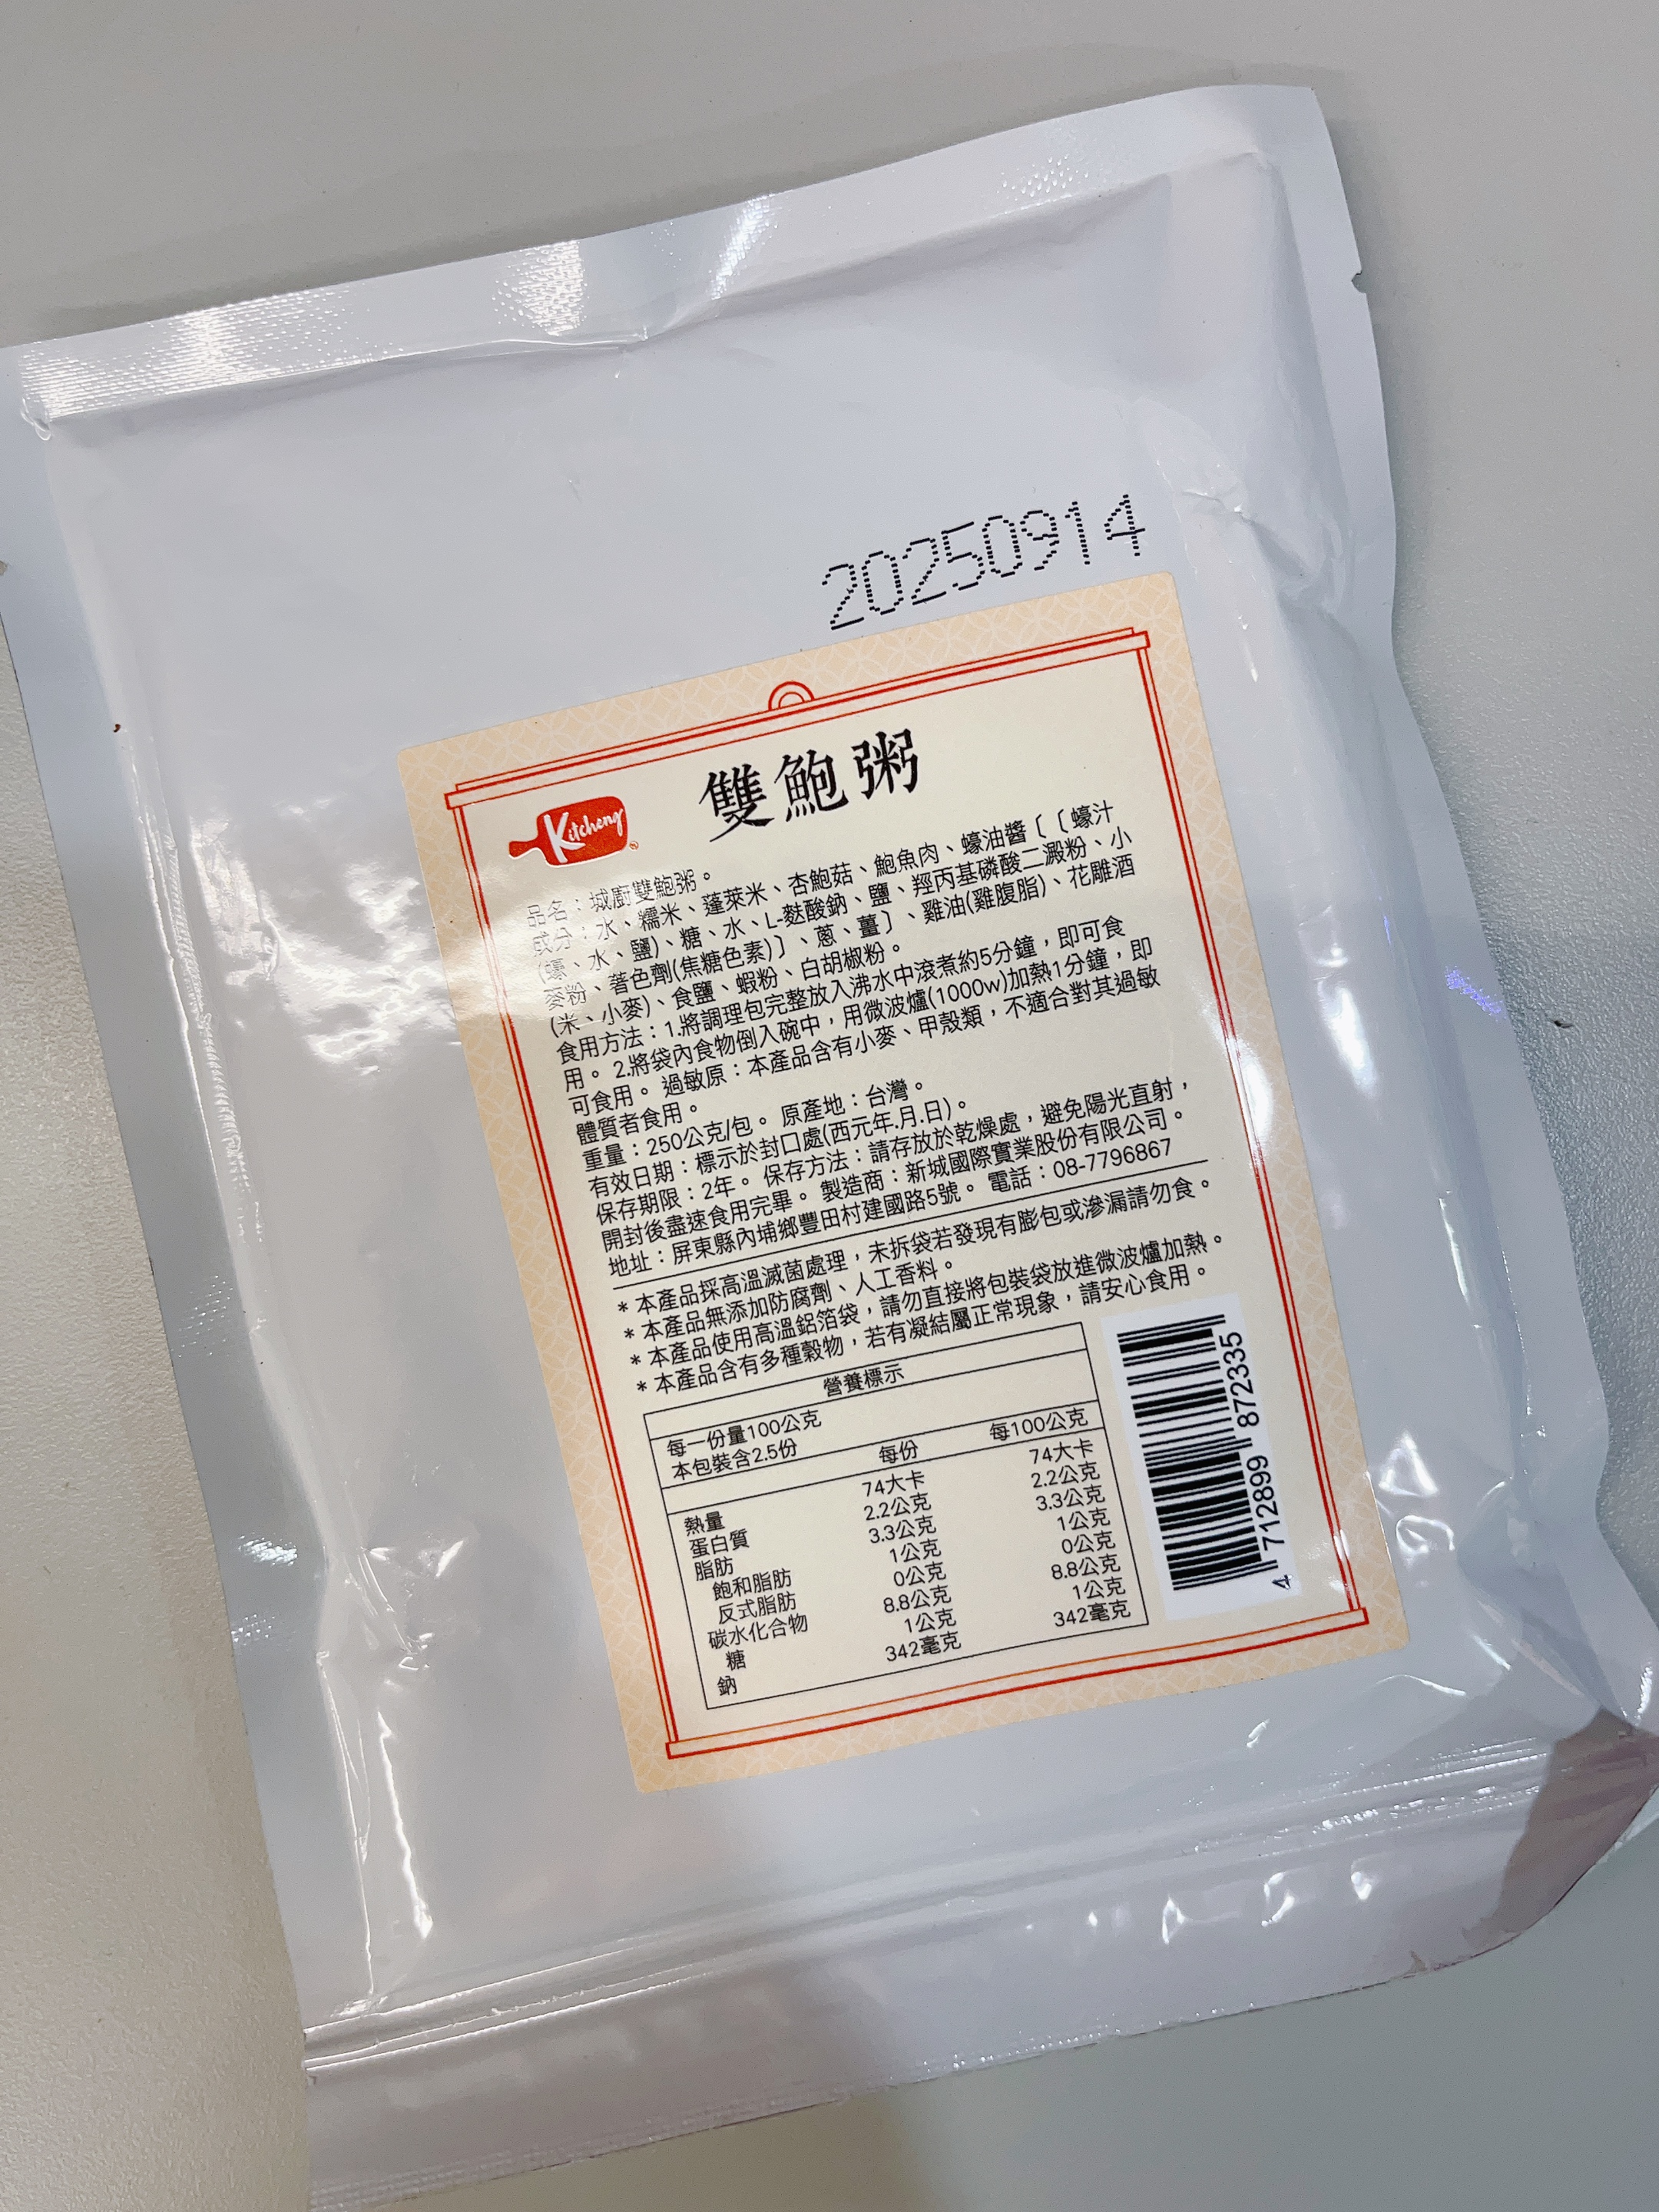 20250914
雙鮑粥
Kitcheng
品名：城廚雙鮑粥。
成分：水、糯米、蓬萊米、杏鮑菇、鮑魚肉、蠔油醬〔〔蠔汁
(蠔、水、鹽)、糖、水、L-麩酸鈉、鹽、羥丙基磷酸二澱粉、小
麥粉、著色劑(焦糖色素)〕、蔥、薑〕、雞油(雞腹脂)、花雕酒
(米、小麥)、食鹽、蝦粉、白胡椒粉。
食用方法：1.將調理包完整放入沸水中滾煮約5分鐘，即可食
用。 2.將袋內食物倒入碗中，用微波爐(1000w)加熱1分鐘，即
可食用。 過敏原：本產品含有小麥、甲殼類，不適合對其過敏
體質者食用。
重量：250公克/包。 原產地：台灣。
有效日期：標示於封口處(西元年.月.日)。
保存期限：2年。 保存方法：請存放於乾燥處，避免陽光直射，
開封後盡速食用完畢。 製造商：新城國際實業股份有限公司。
地址：屏東縣內埔鄉豐田村建國路5號。 電話：08-7796867
＊本產品採高溫滅菌處理，未拆袋若發現有膨包或滲漏請勿食。
＊本產品無添加防腐劑、人工香料。
＊本產品使用高溫鋁箔袋，請勿直接將包裝袋放進微波爐加熱。
＊本產品含有多種穀物，若有凝結屬正常現象，請安心食用。
營養標示
每一份量100公克
本包裝含2.5份
每份 每100公克
熱量 74大卡 74大卡
蛋白質 2.2公克 2.2公克
脂肪 3.3公克 3.3公克
飽和脂肪 1公克 1公克
反式脂肪 0公克 0公克
碳水化合物 8.8公克 8.8公克
糖 1公克 1公克
鈉 342毫克 342毫克
4 712899 872335